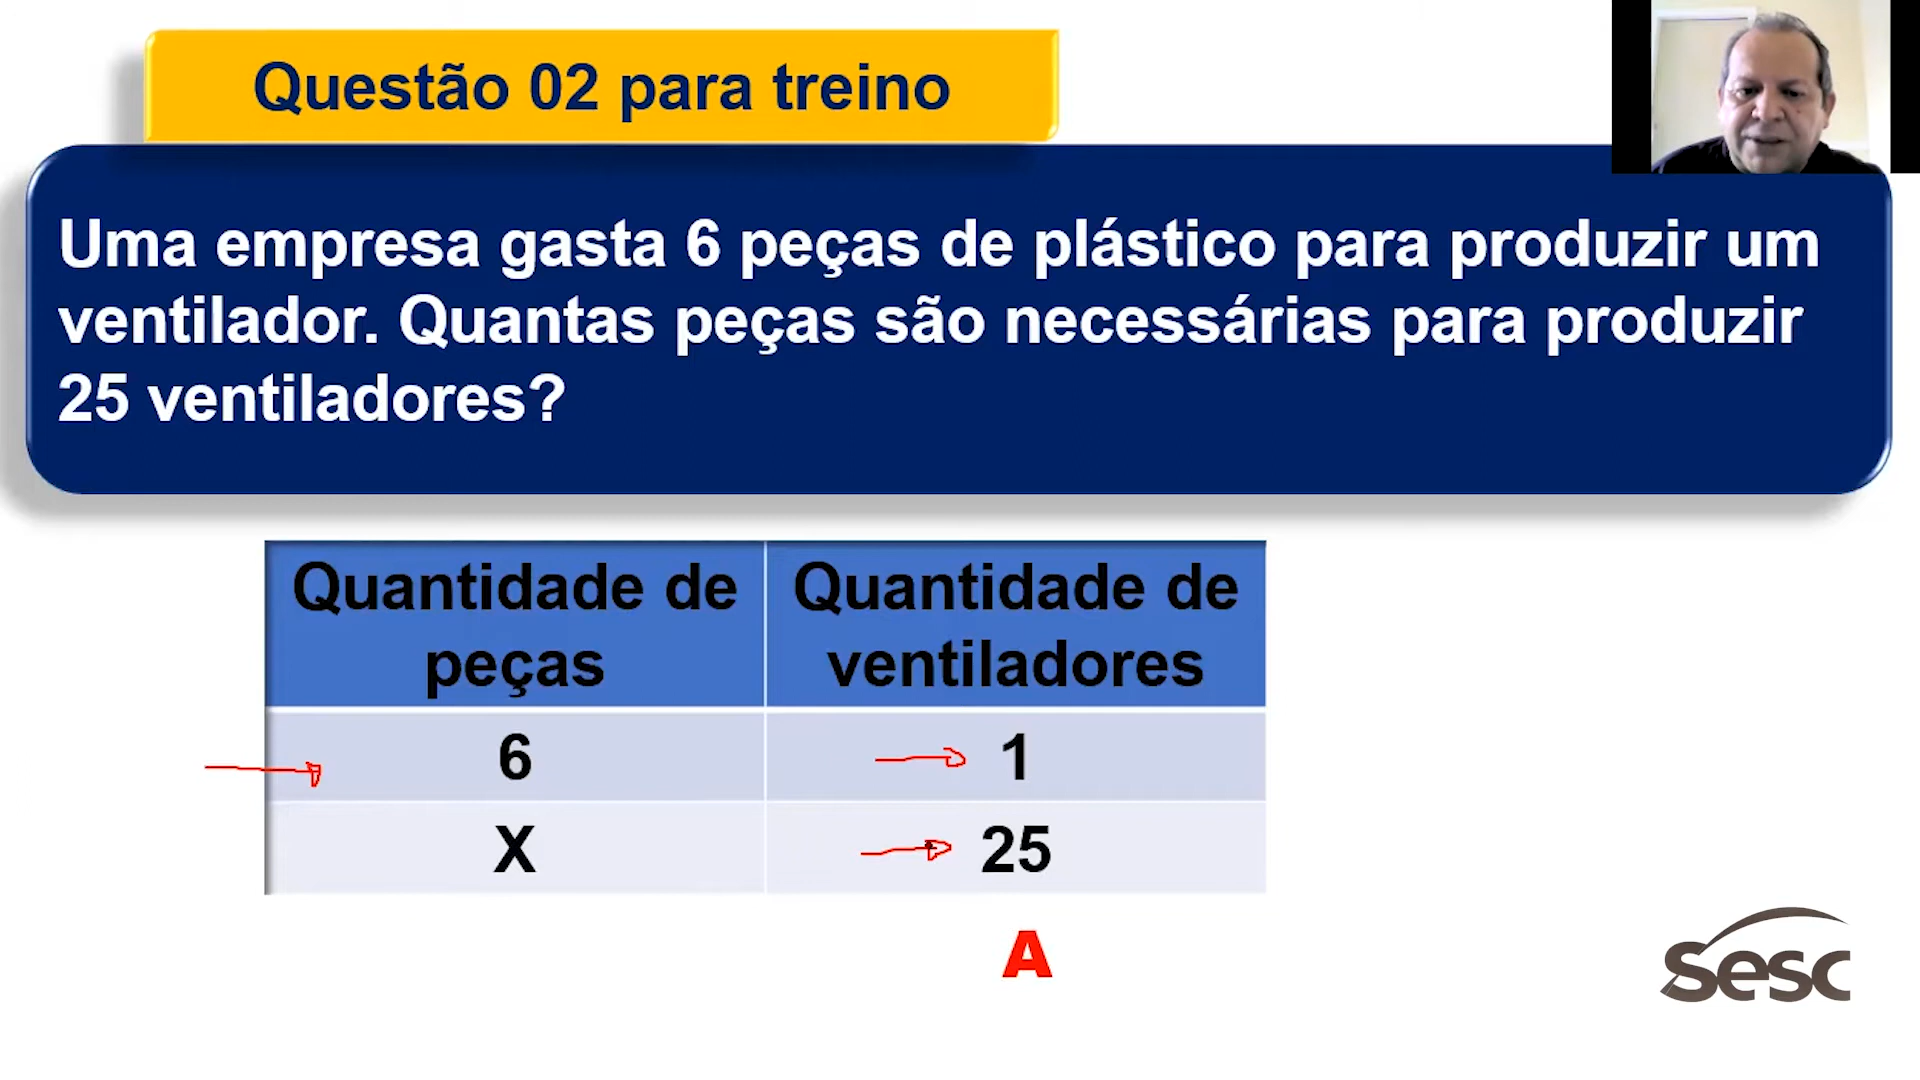 Questão 02 para treino
Uma empresa gasta 6 peças de plástico para produzir um
ventilador. Quantas peças são necessárias para produzir
25 ventiladores?
Quantidade de
peças
Quantidade de
ventiladores
6
1
X
25
A
Sesc